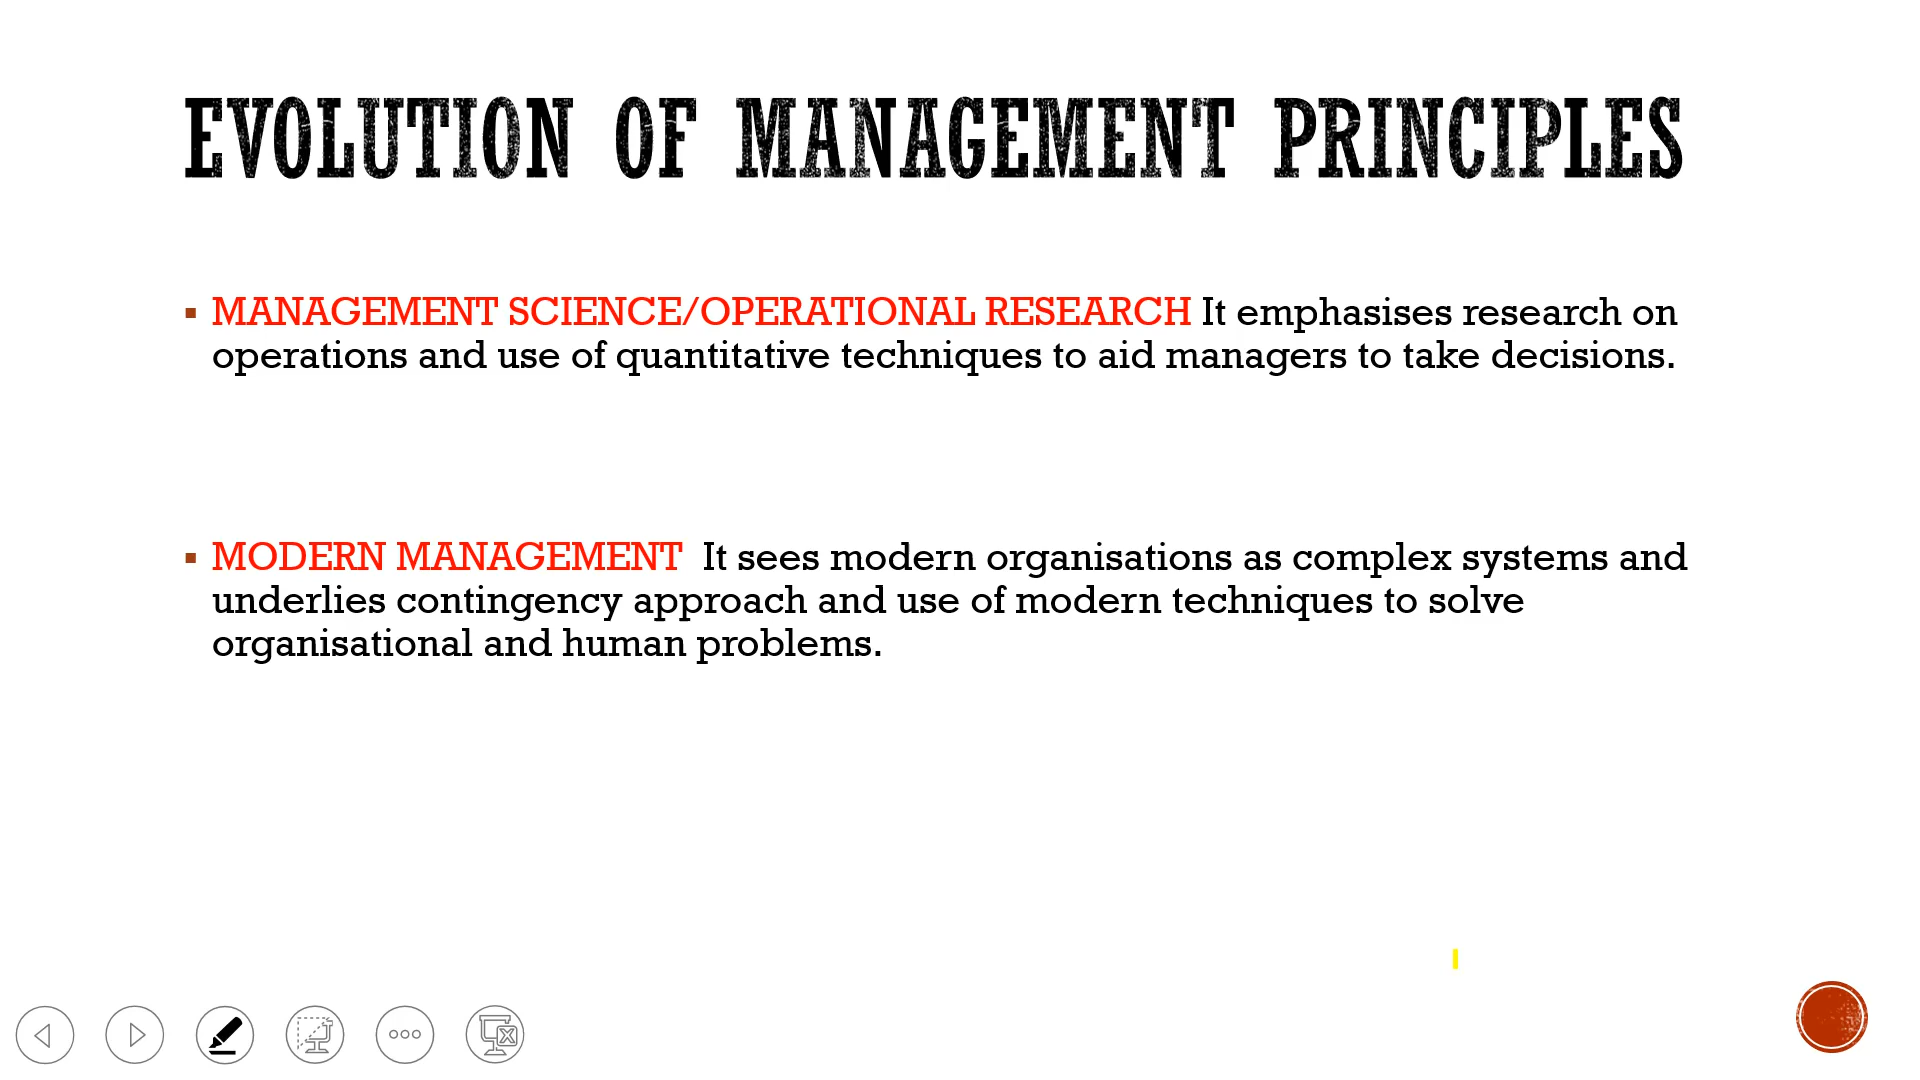 EVOLUTION OF MANAGEMENT PRINCIPLES
▪ MANAGEMENT SCIENCE/OPERATIONAL RESEARCH It emphasises research on
operations and use of quantitative techniques to aid managers to take decisions.
▪ MODERN MANAGEMENT It sees modern organisations as complex systems and
underlies contingency approach and use of modern techniques to solve
organisational and human problems.